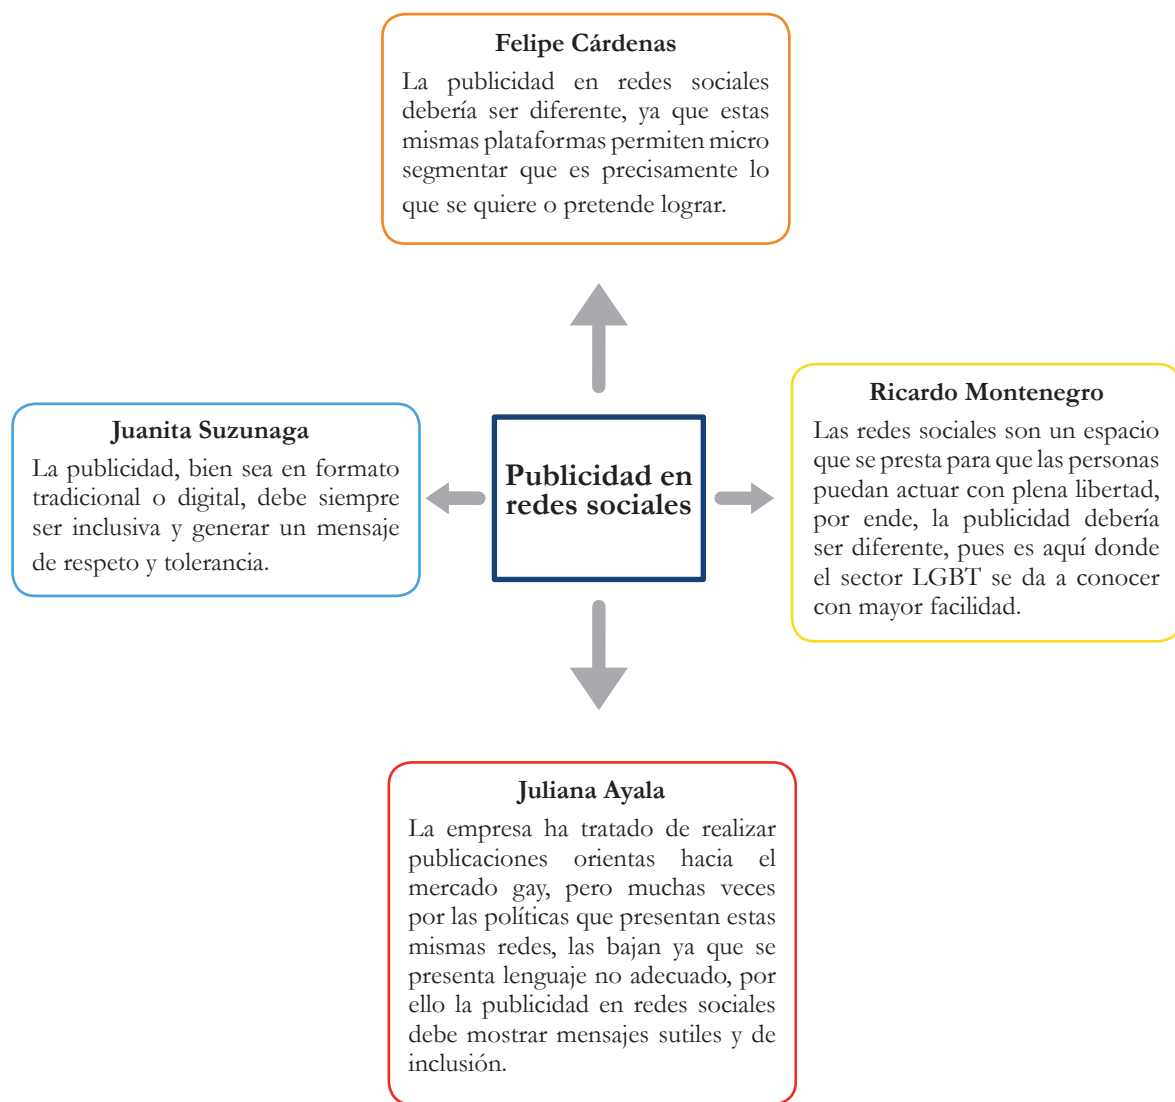 Felipe Cárdenas
La publicidad en redes sociales
debería ser diferente, ya que estas
mismas plataformas permiten micro
segmentar que es precisamente lo
que se quiere o pretende lograr.
Juanita Suzunaga
La publicidad, bien sea en formato
tradicional o digital, debe siempre
ser inclusiva y generar un mensaje
de respeto y tolerancia.
Publicidad en
redes sociales
Ricardo Montenegro
Las redes sociales son un espacio
que se presta para que las personas
puedan actuar con plena libertad,
por ende, la publicidad debería
ser diferente, pues es aquí donde
el sector LGBT se da a conocer
con mayor facilidad.
Juliana Ayala
La empresa ha tratado de realizar
publicaciones orientas hacia el
mercado gay, pero muchas veces
por las políticas que presentan estas
mismas redes, las bajan ya que se
presenta lenguaje no adecuado, por
ello la publicidad en redes sociales
debe mostrar mensajes sutiles y de
inclusión.